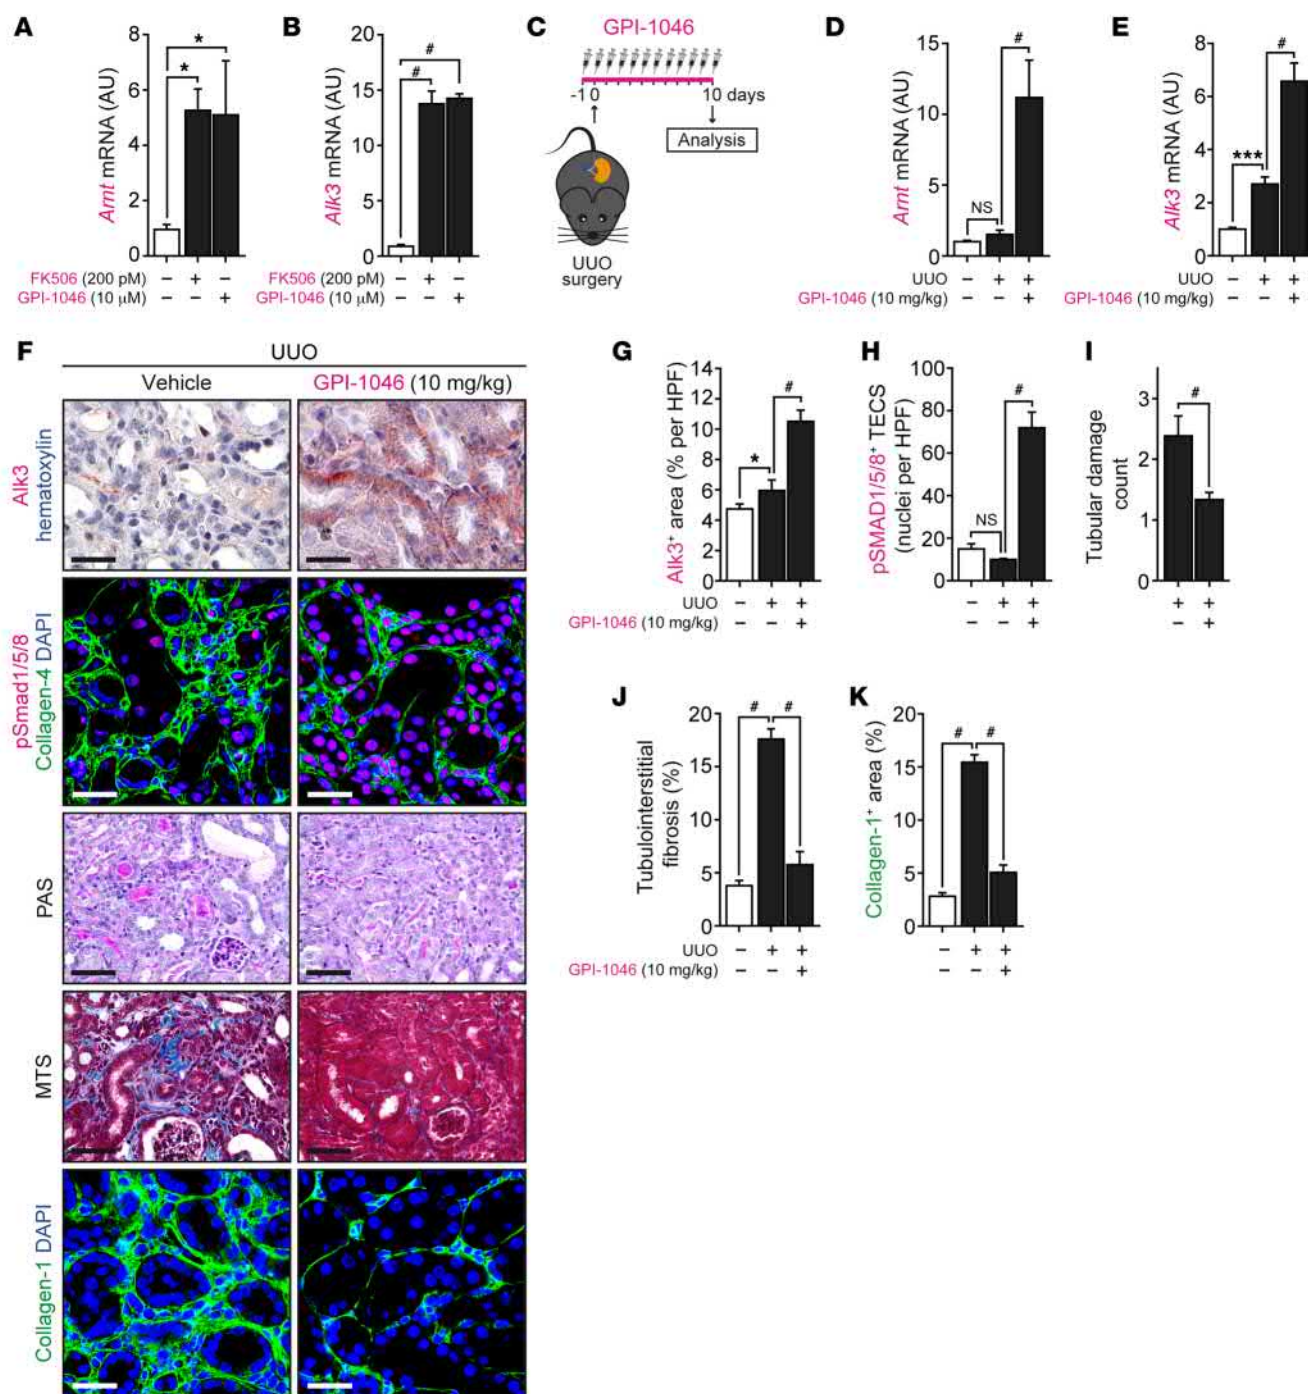 A
Arnt mRNA (AU)
8
6
4
2
0
*
*
FK506 (200 pM) – + –
GPI-1046 (10 μM) – – +
B
Alk3 mRNA (AU)
20
15
10
5
0
#
#
FK506 (200 pM) – + –
GPI-1046 (10 μM) – – +
C
GPI-1046
-1 0 10 days
Analysis
UUO
surgery
D
Arnt mRNA (AU)
15
10
5
0
NS
#
UUO – + +
GPI-1046 (10 mg/kg) – – +
E
Alk3 mRNA (AU)
8
6
4
2
0
***
#
UUO – + +
GPI-1046 (10 mg/kg) – – +
F
UUO
Vehicle GPI-1046 (10 mg/kg)
Alk3
hematoxylin
pSmad1/5/8
Collagen-4 DAPI
PAS
MTS
Collagen-1 DAPI
G
Alk3+ area (% per HPF)
14
12
10
8
6
4
2
0
*
#
UUO – + +
GPI-1046 (10 mg/kg) – – +
H
pSMAD1/5/8+ TECS
(nuclei per HPF)
100
80
60
40
20
0
NS
#
– + +
– – +
I
Tubular damage
count
3
2
1
0
#
+ +
– +
J
Tubulointerstitial
fibrosis (%)
20
15
10
5
0
# #
UUO – + +
GPI-1046 (10 mg/kg) – – +
K
Collagen-1+ area (%)
20
15
10
5
0
# #
– + +
– – +